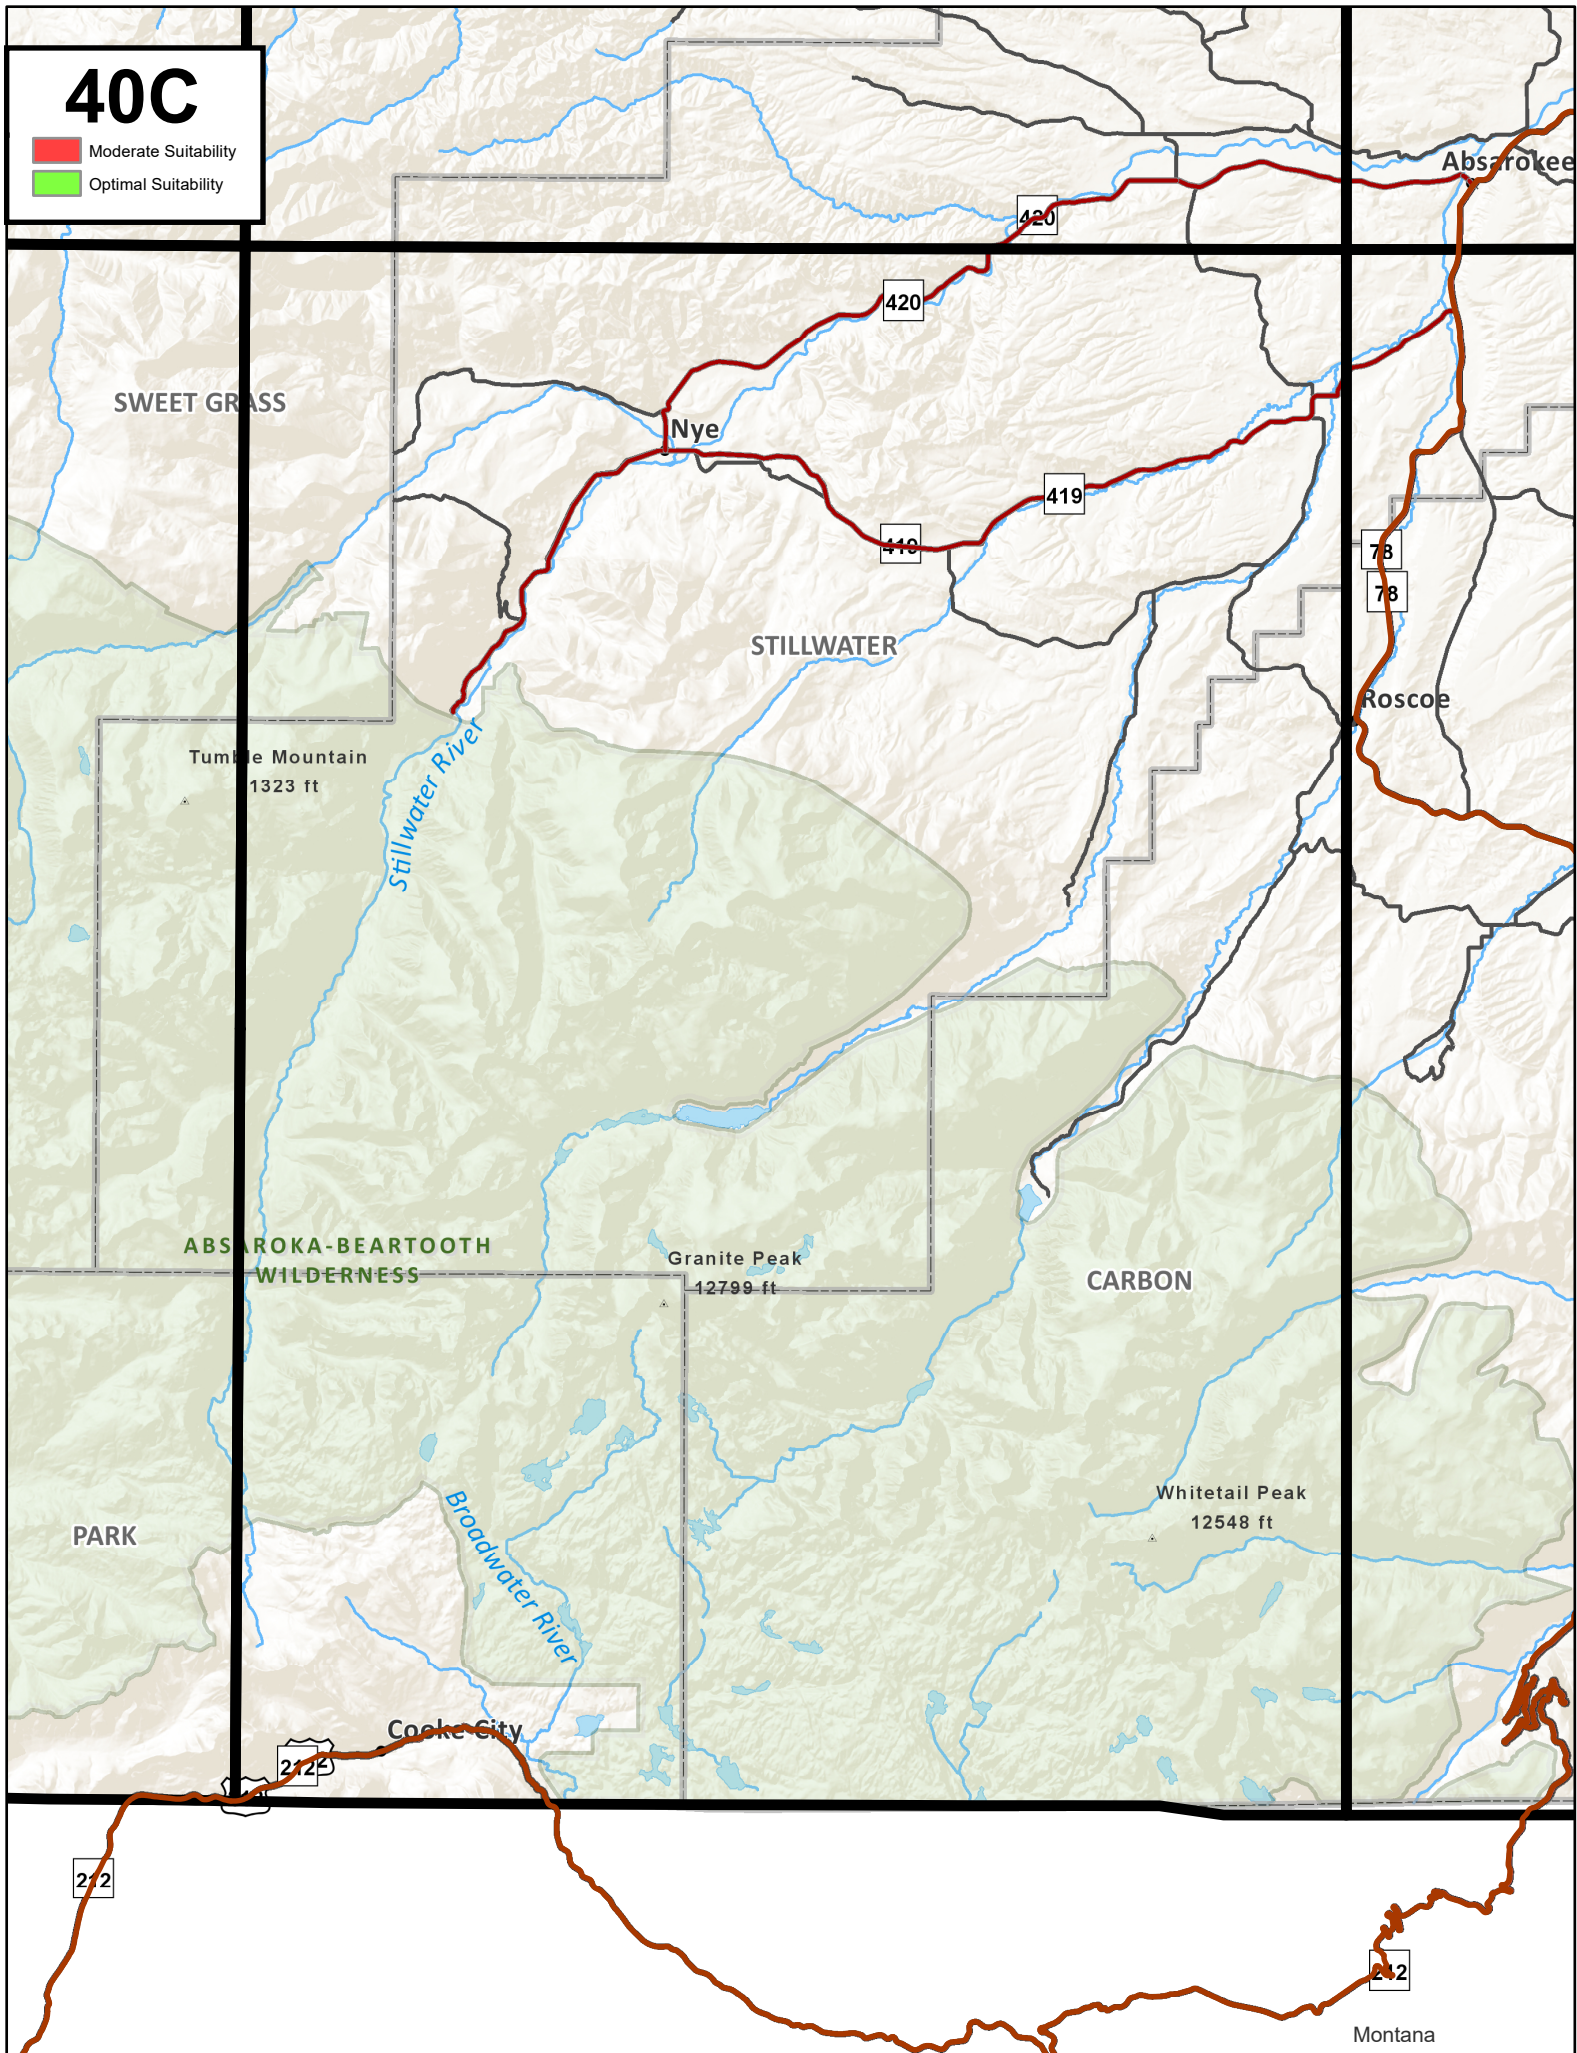 40C
Moderate Suitability
Optimal Suitability
Absarokee
420
420
SWEET GRASS
Nye
419
419
78
78
STILLWATER
Roscoe
Tumble Mountain
1323 ft
Stillwater River
ABSAROKA-BEARTOOTH
WILDERNESS
Granite Peak
12799 ft
CARBON
Whitetail Peak
12548 ft
PARK
Broadwater River
Cooke City
212
212
212
Montana